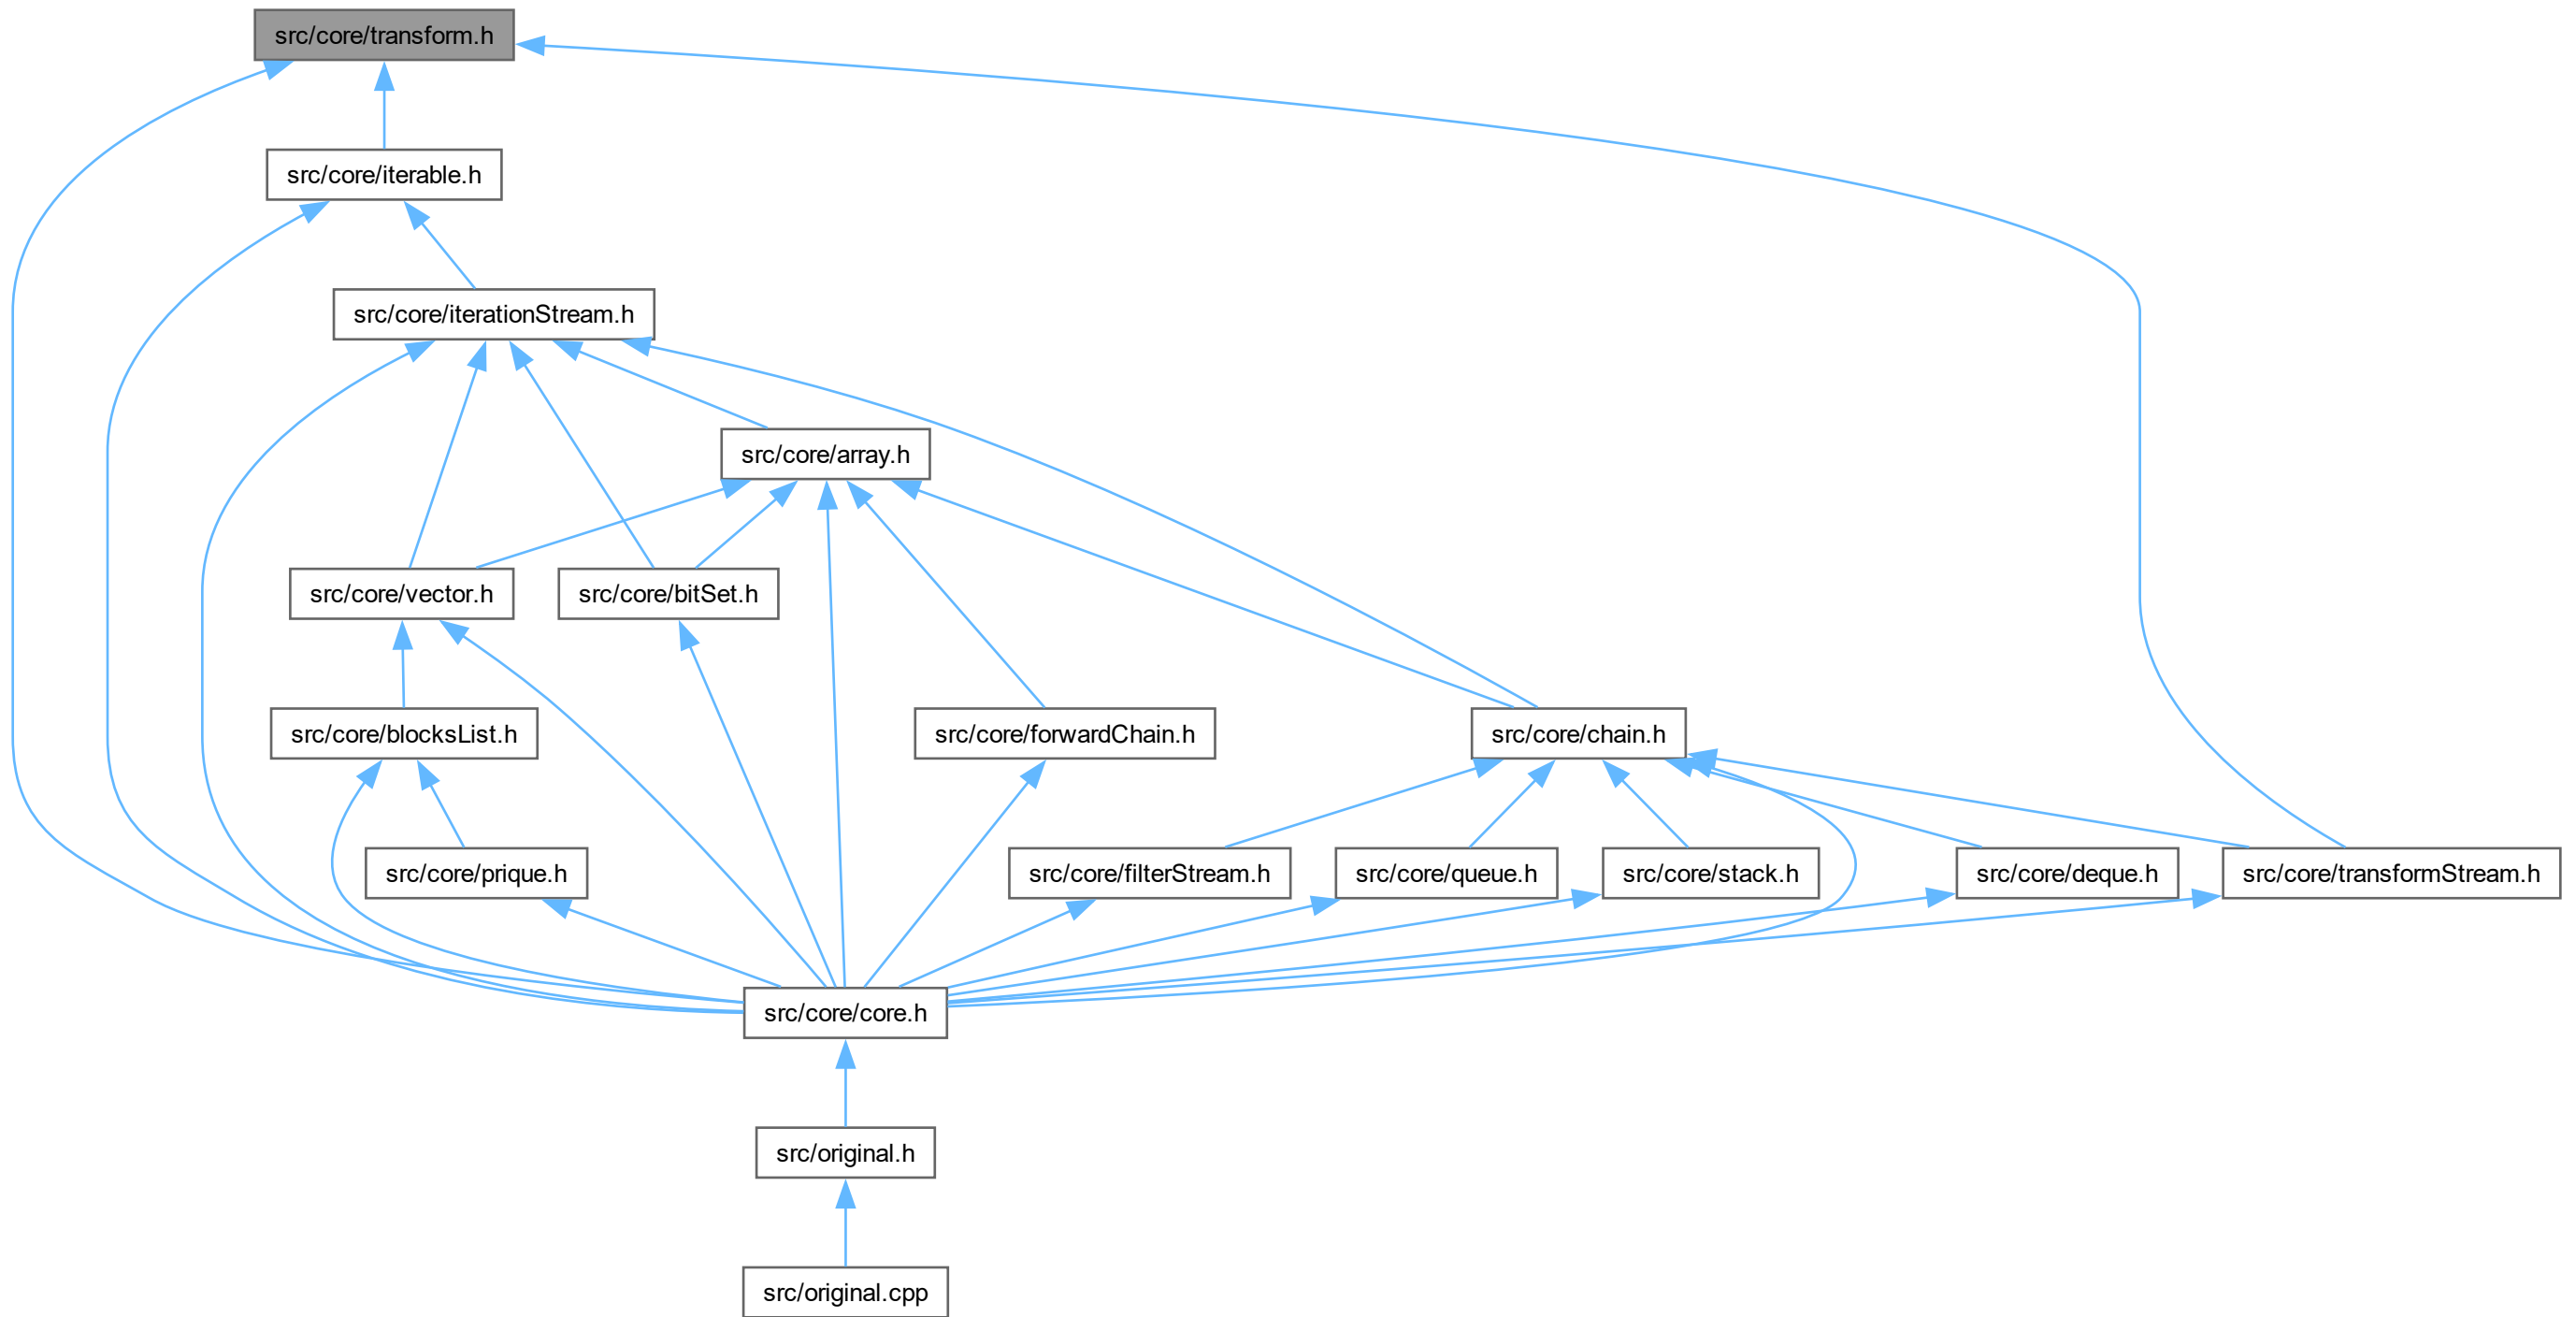 src/core/transform.h
src/core/iterable.h
src/core/iterationStream.h
src/core/array.h
src/core/vector.h
src/core/bitSet.h
src/core/blocksList.h
src/core/forwardChain.h
src/core/chain.h
src/core/prique.h
src/core/filterStream.h
src/core/queue.h
src/core/stack.h
src/core/deque.h
src/core/transformStream.h
src/core/core.h
src/original.h
src/original.cpp